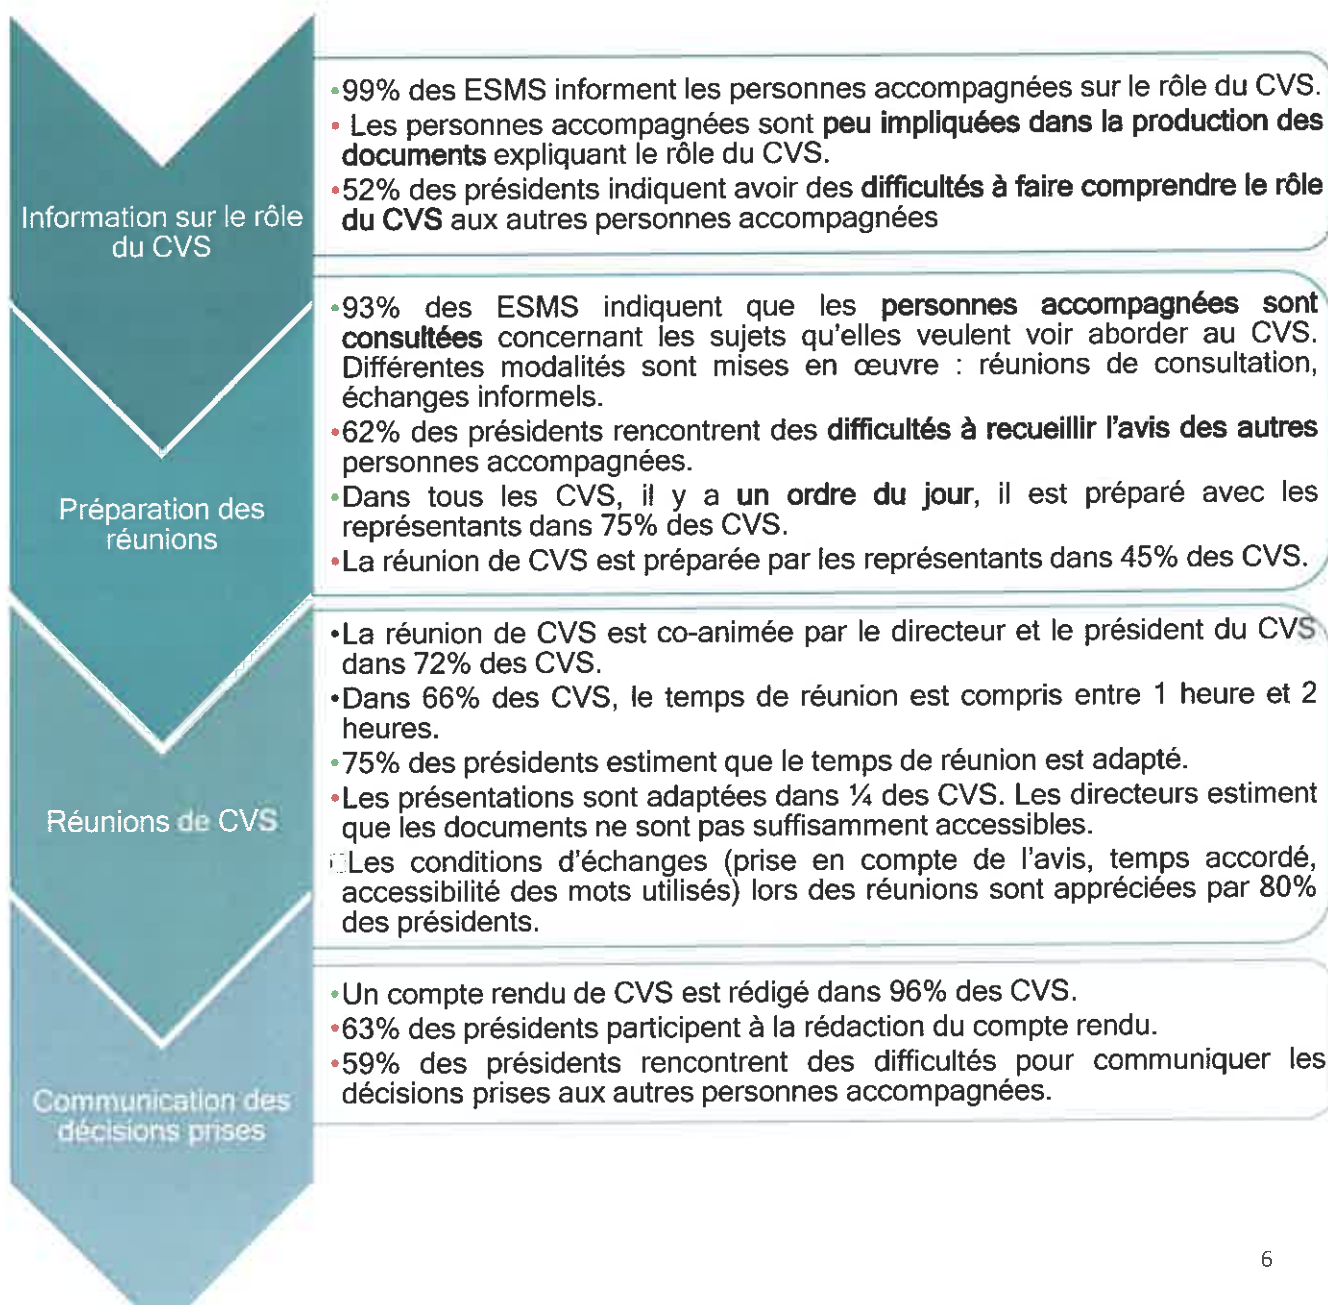 Information sur le rôle
du CVS
•99% des ESMS informent les personnes accompagnées sur le rôle du CVS.
• Les personnes accompagnées sont peu impliquées dans la production des
documents expliquant le rôle du CVS.
•52% des présidents indiquent avoir des difficultés à faire comprendre le rôle
du CVS aux autres personnes accompagnées
Préparation des
réunions
•93% des ESMS indiquent que les personnes accompagnées sont
consultées concernant les sujets qu'elles veulent voir aborder au CVS.
Différentes modalités sont mises en œuvre : réunions de consultation,
échanges informels.
•62% des présidents rencontrent des difficultés à recueillir l'avis des autres
personnes accompagnées.
•Dans tous les CVS, il y a un ordre du jour, il est préparé avec les
représentants dans 75% des CVS.
•La réunion de CVS est préparée par les représentants dans 45% des CVS.
Réunions de CVS
•La réunion de CVS est co-animée par le directeur et le président du CVS
dans 72% des CVS.
•Dans 66% des CVS, le temps de réunion est compris entre 1 heure et 2
heures.
•75% des présidents estiment que le temps de réunion est adapté.
•Les présentations sont adaptées dans ¼ des CVS. Les directeurs estiment
que les documents ne sont pas suffisamment accessibles.
Les conditions d'échanges (prise en compte de l'avis, temps accordé,
accessibilité des mots utilisés) lors des réunions sont appréciées par 80%
des présidents.
Communication des
décisions prises
•Un compte rendu de CVS est rédigé dans 96% des CVS.
•63% des présidents participent à la rédaction du compte rendu.
•59% des présidents rencontrent des difficultés pour communiquer les
décisions prises aux autres personnes accompagnées.
6